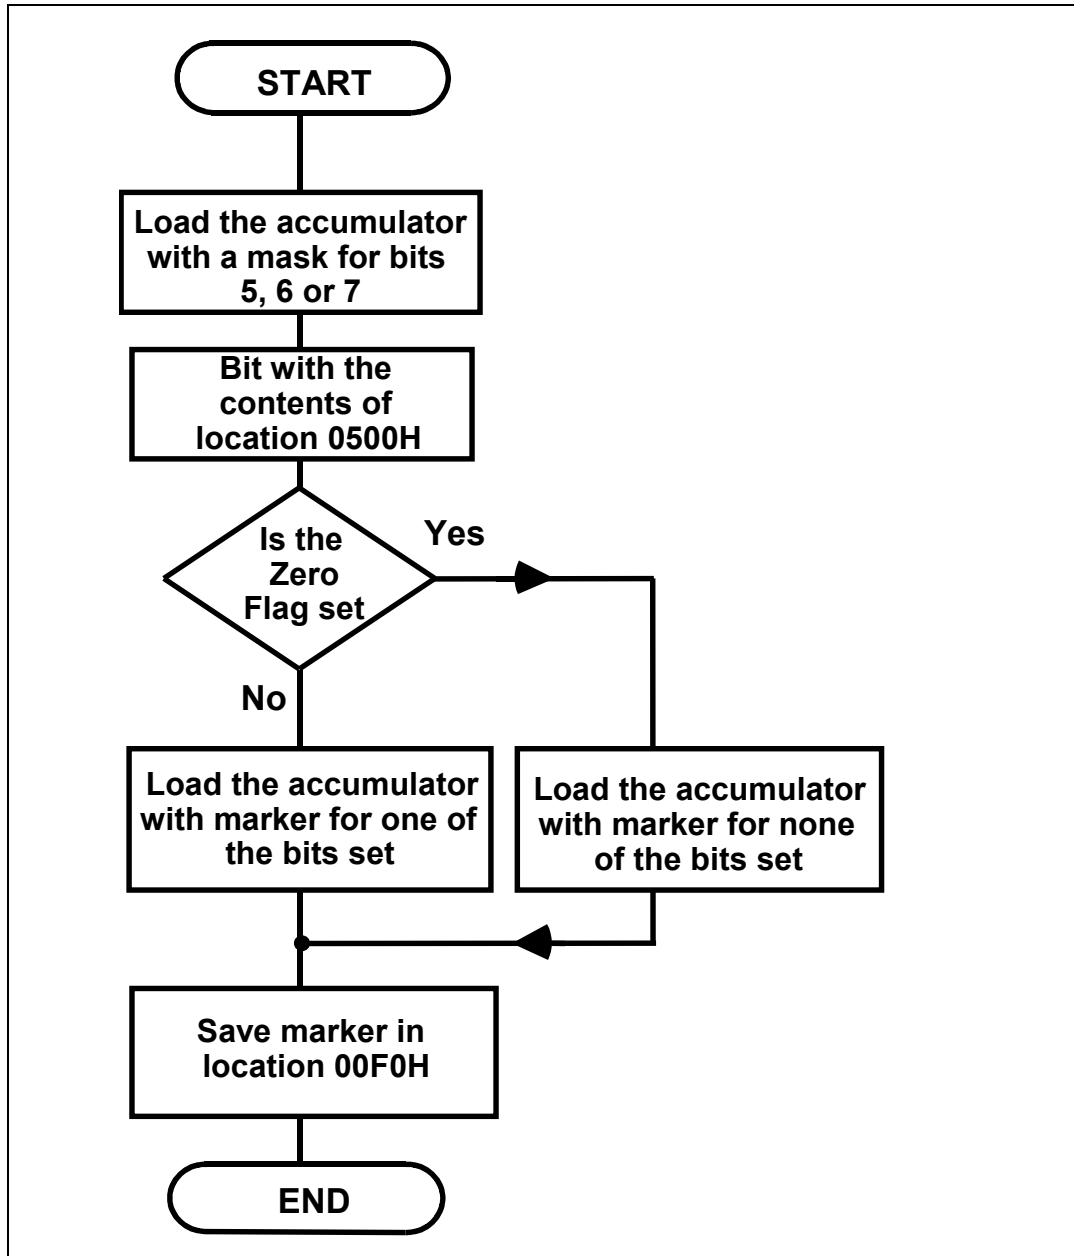 START
Load the accumulator
with a mask for bits
5, 6 or 7
Bit with the
contents of
location 0500H
Is the
Zero
Flag set
Yes
No
Load the accumulator
with marker for one of
the bits set
Load the accumulator
with marker for none
of the bits set
Save marker in
location 00F0H
END